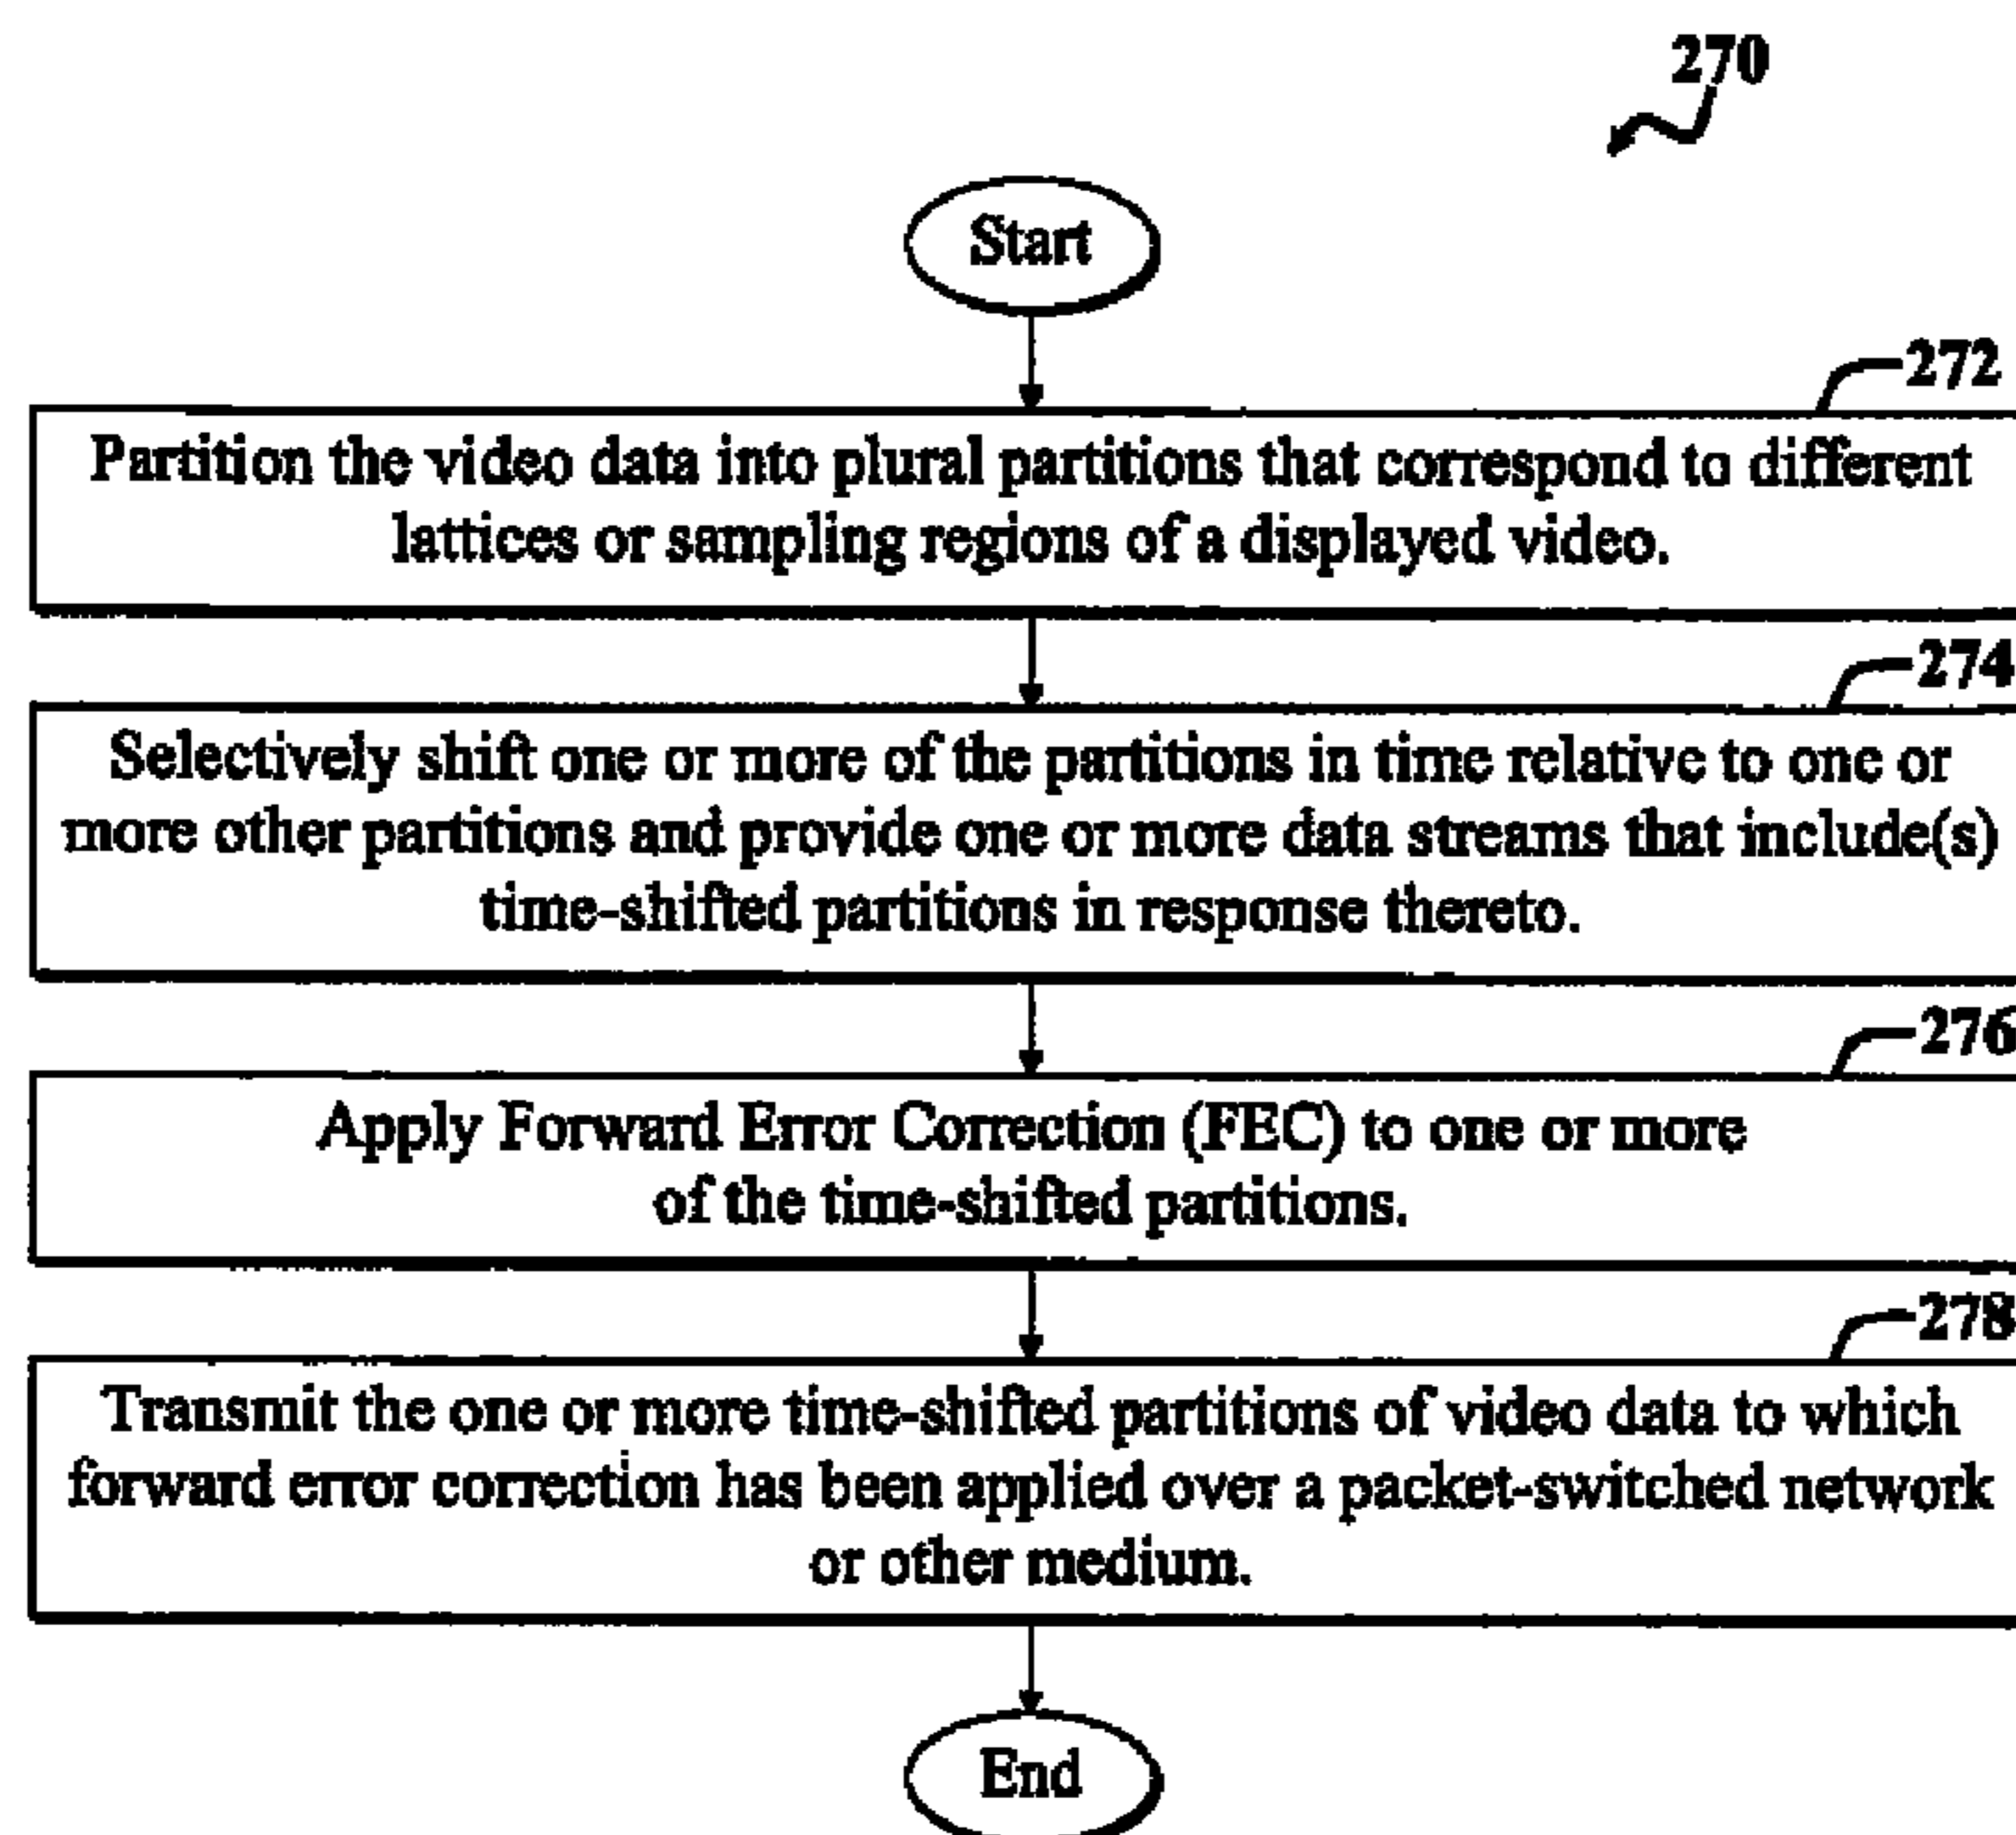 270
Start
272
Partition the video data into plural partitions that correspond to different
lattices or sampling regions of a displayed video.
274
Selectively shift one or more of the partitions in time relative to one or
more other partitions and provide one or more data streams that include(s)
time-shifted partitions in response thereto.
276
Apply Forward Error Correction (FEC) to one or more
of the time-shifted partitions.
278
Transmit the one or more time-shifted partitions of video data to which
forward error correction has been applied over a packet-switched network
or other medium.
End